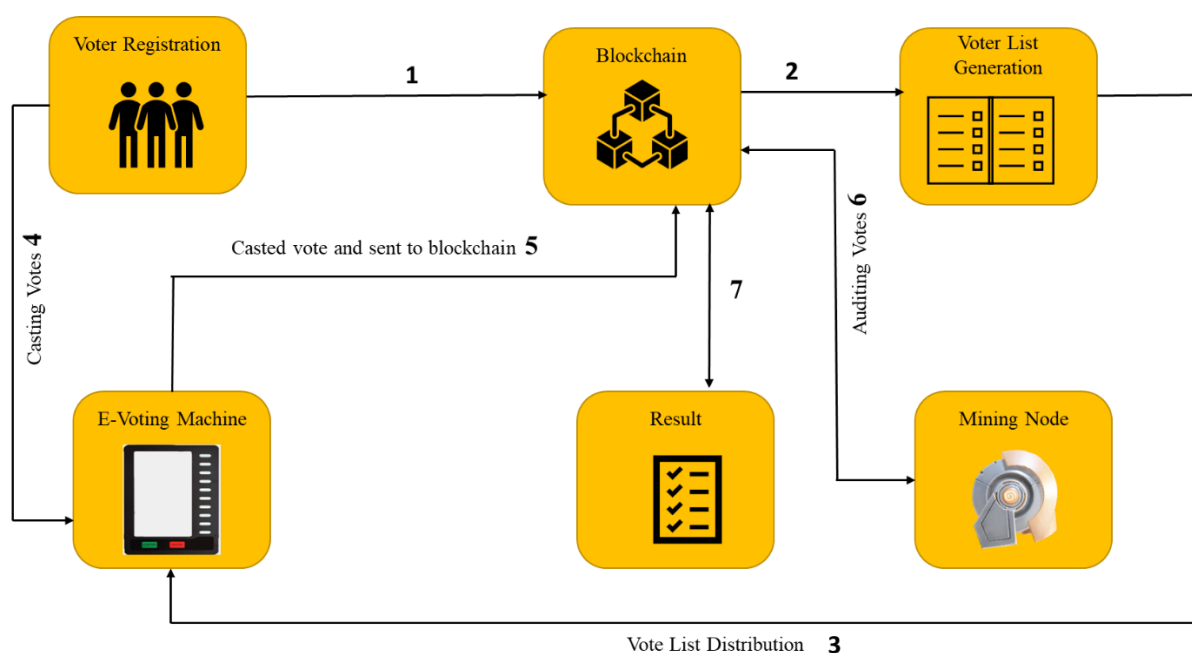 Voter Registration
1
Blockchain
2
Voter List
Generation
Casting Votes 4
Casted vote and sent to blockchain 5
7
Auditing Votes 6
E-Voting Machine
Result
Mining Node
Vote List Distribution 3